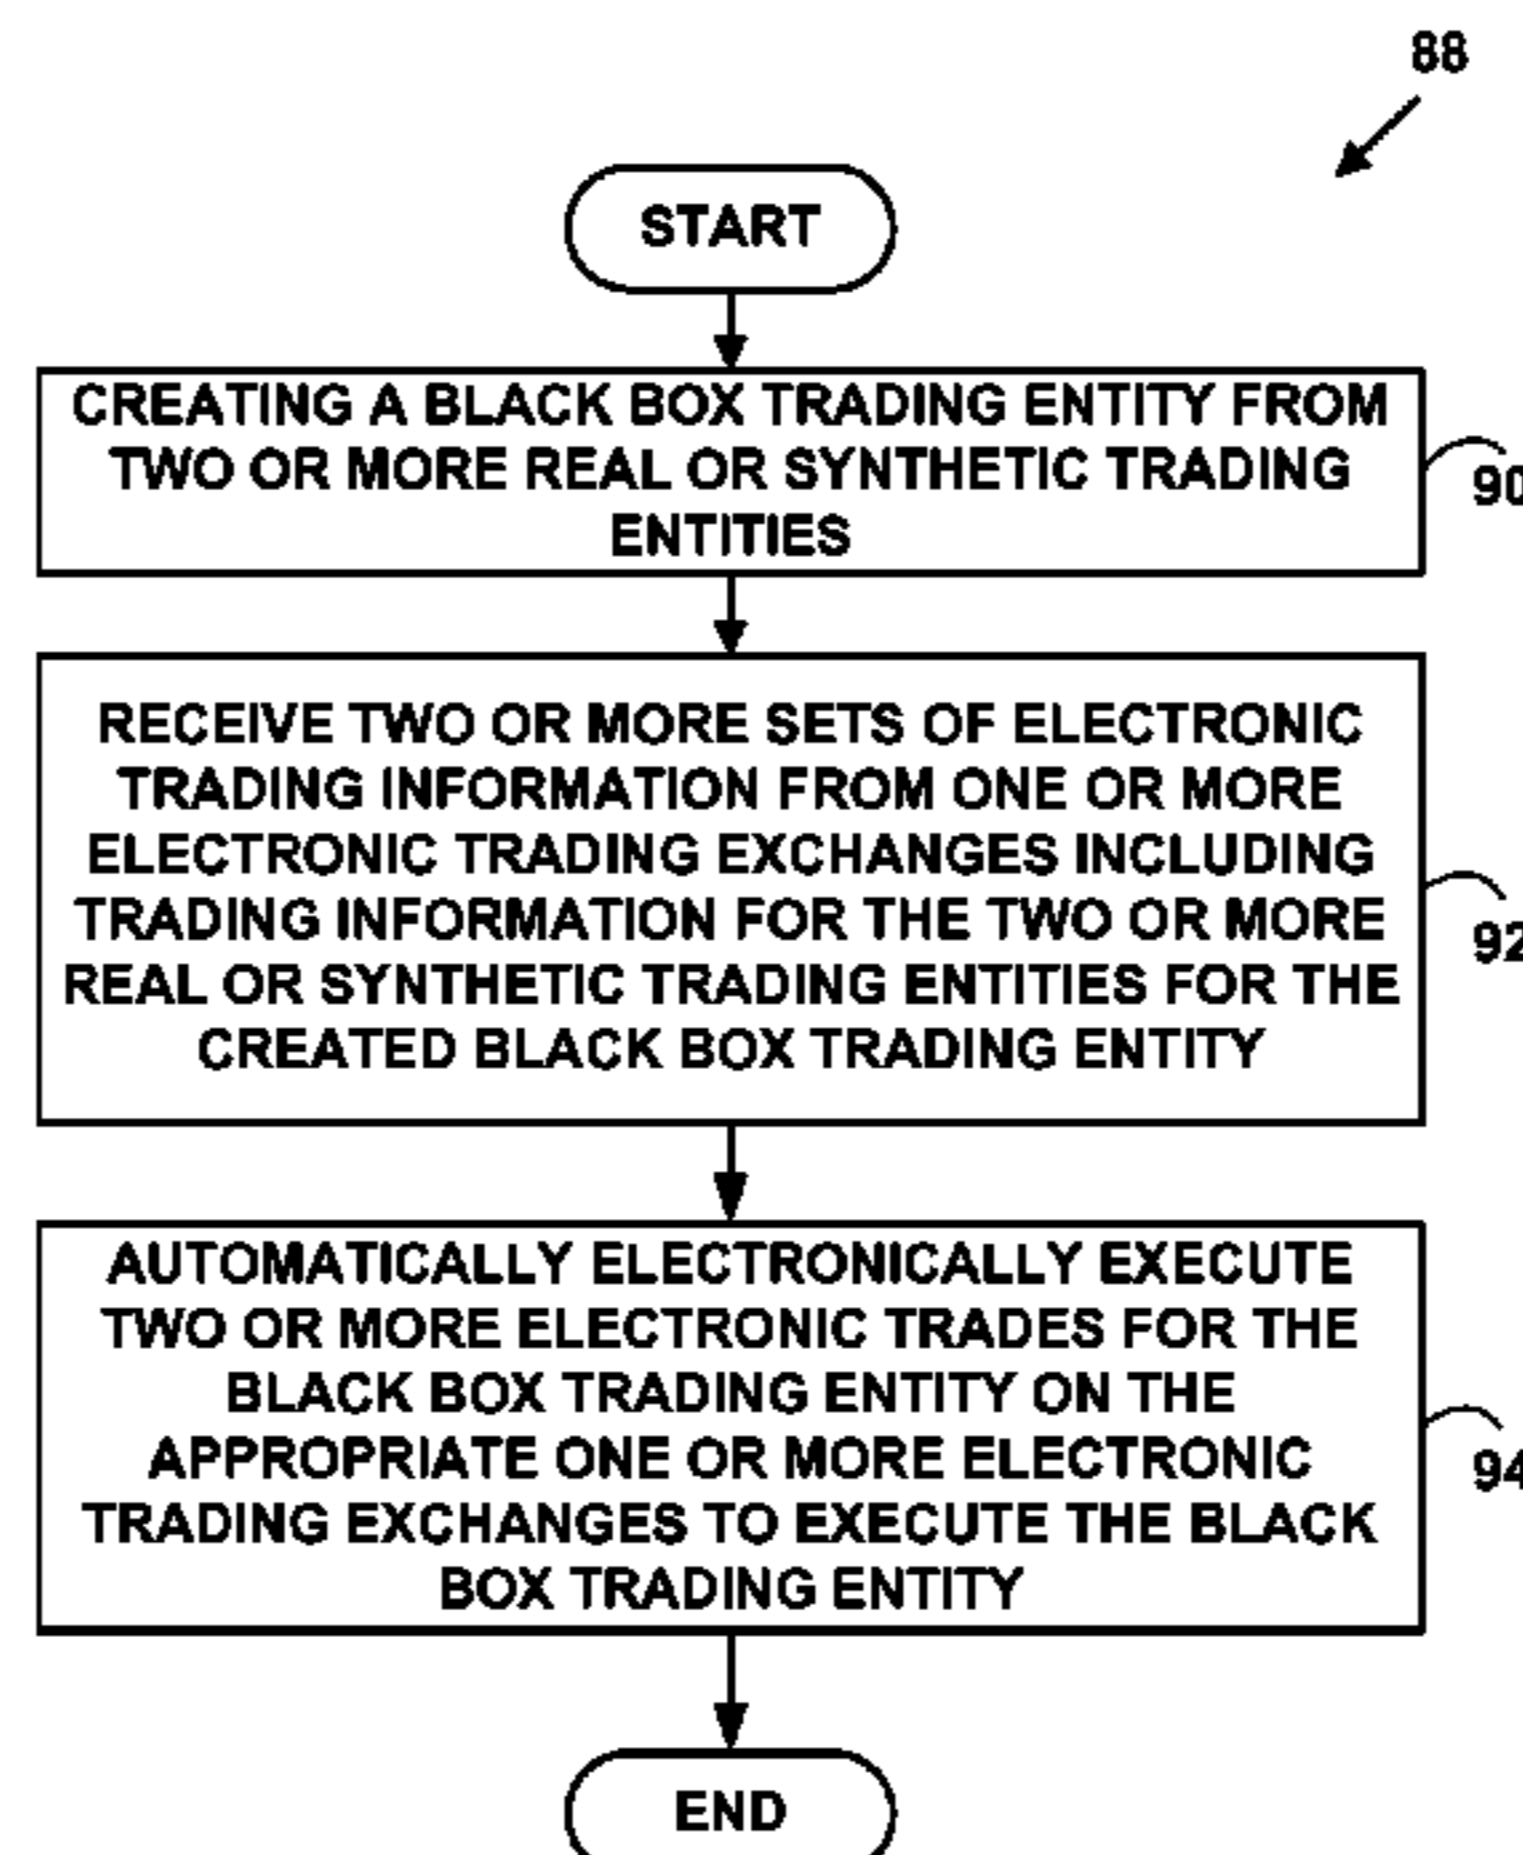 88
START
CREATING A BLACK BOX TRADING ENTITY FROM
TWO OR MORE REAL OR SYNTHETIC TRADING
ENTITIES
90
RECEIVE TWO OR MORE SETS OF ELECTRONIC
TRADING INFORMATION FROM ONE OR MORE
ELECTRONIC TRADING EXCHANGES INCLUDING
TRADING INFORMATION FOR THE TWO OR MORE
REAL OR SYNTHETIC TRADING ENTITIES FOR THE
CREATED BLACK BOX TRADING ENTITY
92
AUTOMATICALLY ELECTRONICALLY EXECUTE
TWO OR MORE ELECTRONIC TRADES FOR THE
BLACK BOX TRADING ENTITY ON THE
APPROPRIATE ONE OR MORE ELECTRONIC
TRADING EXCHANGES TO EXECUTE THE BLACK
BOX TRADING ENTITY
94
END